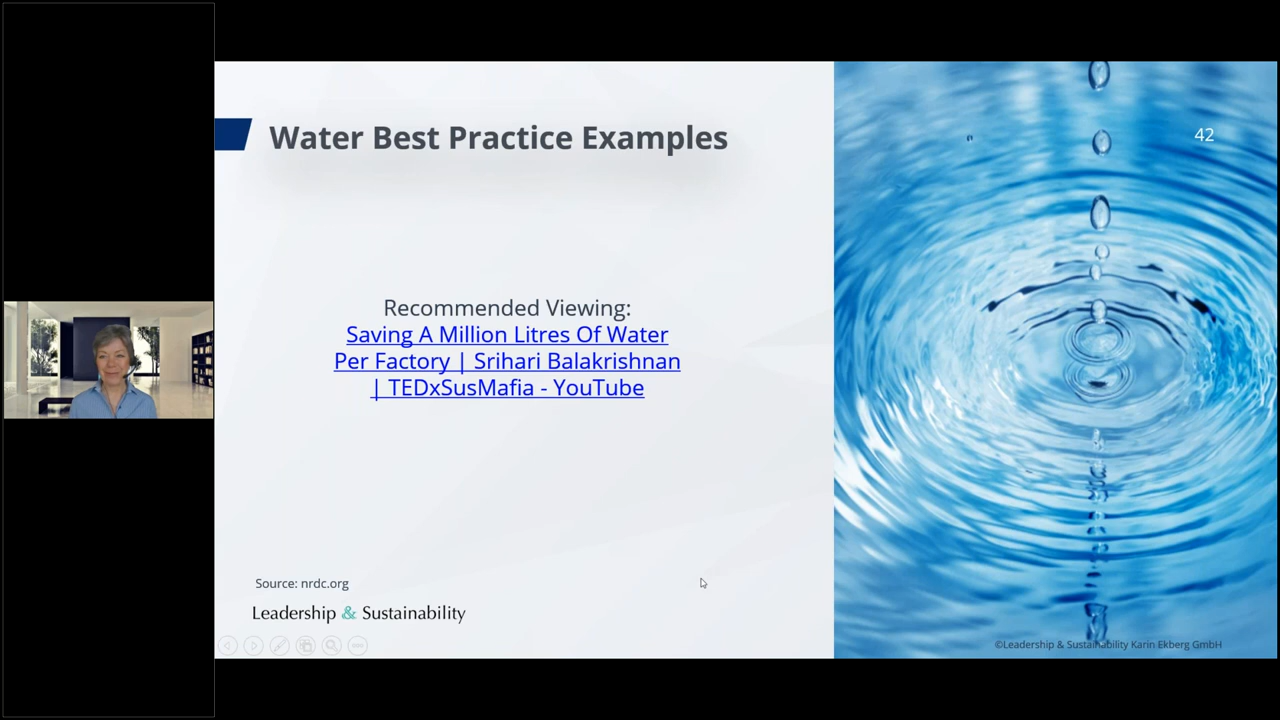 Water Best Practice Examples
42
Recommended Viewing:
Saving A Million Litres Of Water
Per Factory | Srihari Balakrishnan
| TEDxSusMafia - YouTube
Source: nrdc.org
Leadership & Sustainability
©Leadership & Sustainability Karin Ekberg GmbH